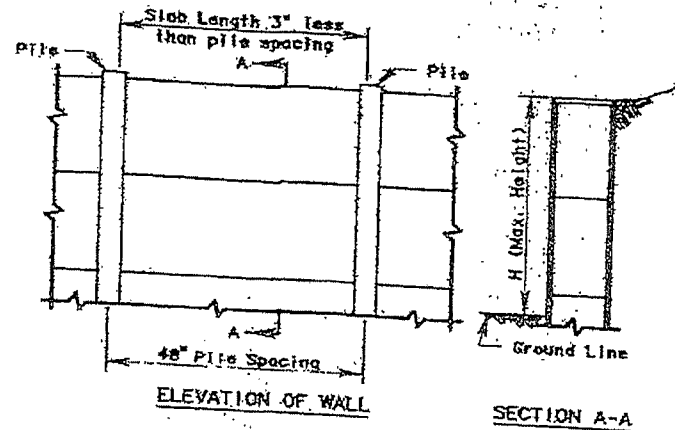 Slab Length 3" less
than pile spacing
Pile
A
Pile
H (Max. Height)
A
48" Pile Spacing
Ground Line
ELEVATION OF WALL
SECTION A-A